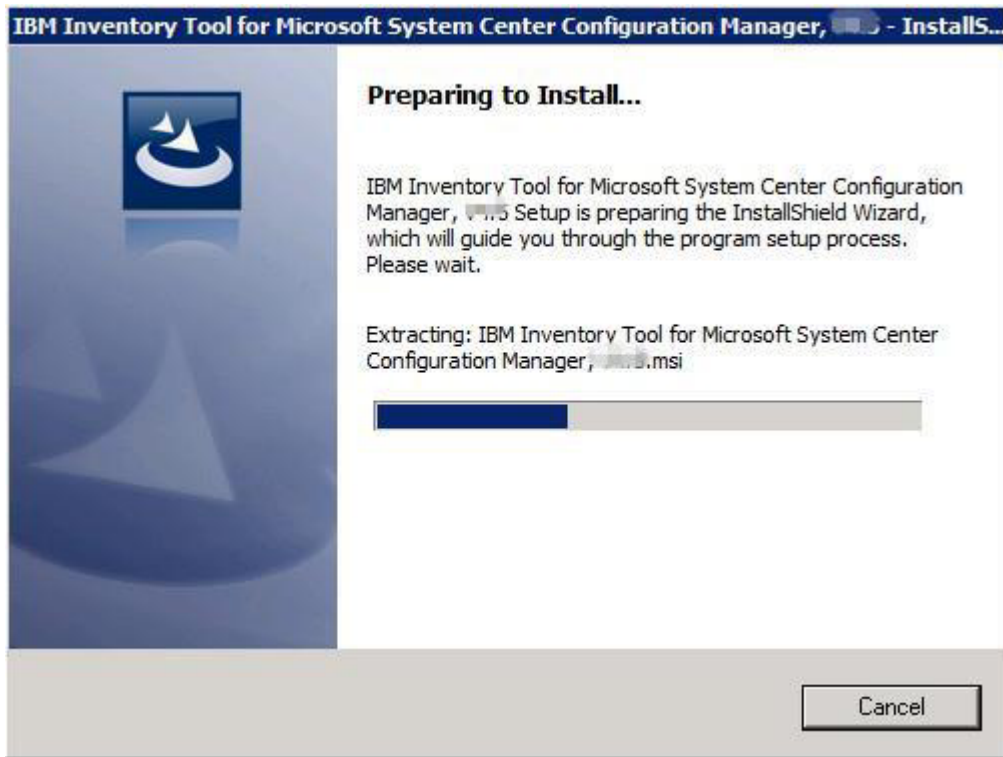 IBM Inventory Tool for Microsoft System Center Configuration Manager, - InstallS...
Preparing to Install...
IBM Inventory Tool for Microsoft System Center Configuration
Manager, Setup is preparing the InstallShield Wizard,
which will guide you through the program setup process.
Please wait.
Extracting: IBM Inventory Tool for Microsoft System Center
Configuration Manager, .msi
Cancel